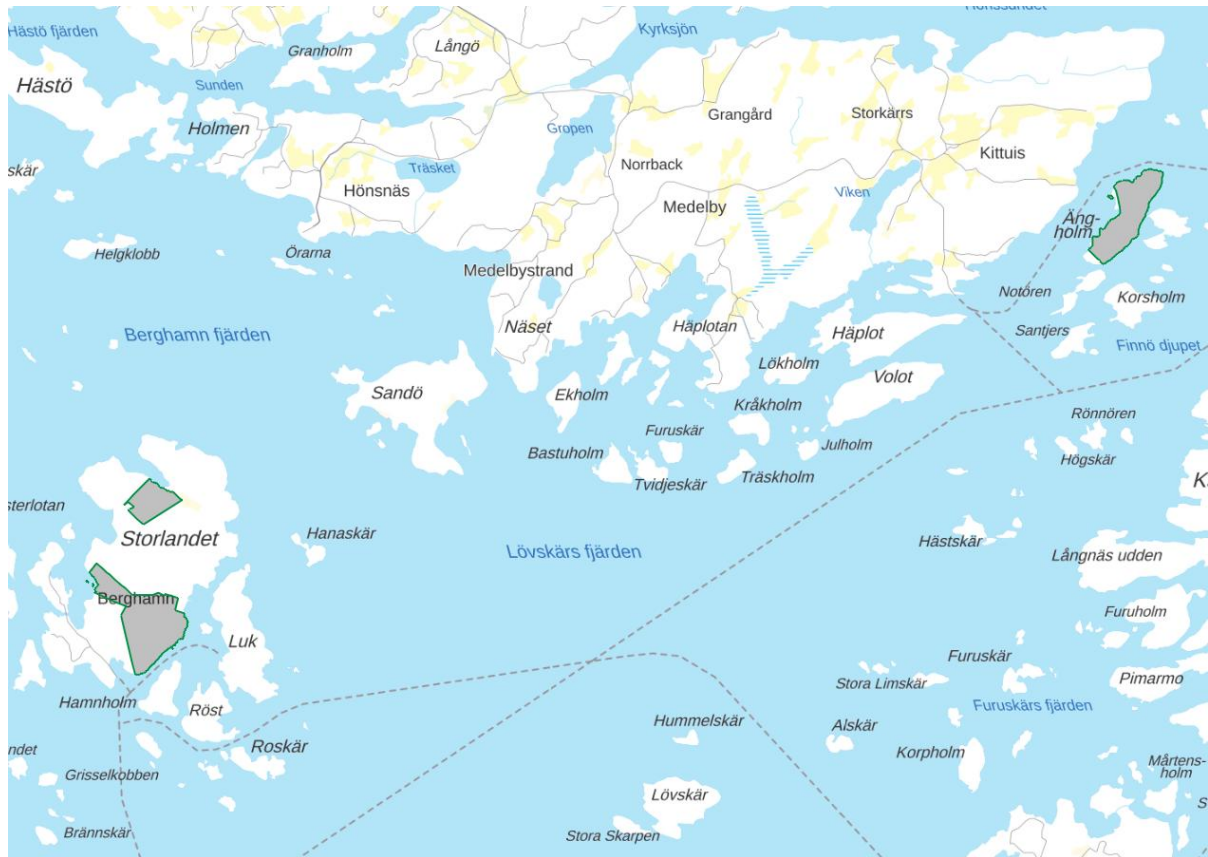 Hästö fjärden
Kyrksjön
Långö
Granholm
Hästö
Sunden
Holmen
Gropen
Grangård
Storkärrs
Kittuis
Norrback
Träsket
Hönsnäs
Viken
Medelby
skär
Äng-
holm
Helgklobb
Örarna
Medelbystrand
Notören
Korsholm
Näset
Häplotan
Häplot
Santjers
Berghamn fjärden
Finnö djupet
Lökholm
Volot
Sandö
Ekholm
Kråkholm
Rönnören
Furuskär
Julholm
Bastuholm
Högskär
Tvidjeskär
Träskholm
sterlotan
Storlandet
Hanaskär
Hästskär
Lövskärs fjärden
Långnäs udden
Berghamn
Furuholm
Luk
Furuskär
Stora Limskär
Pimarmo
Hamnholm
Röst
Furuskärs fjärden
Hummelskär
Alskär
ndet
Roskär
Korpholm
Grisselkobben
Mårtens-
holm
Lövskär
Brännskär
Stora Skarpen